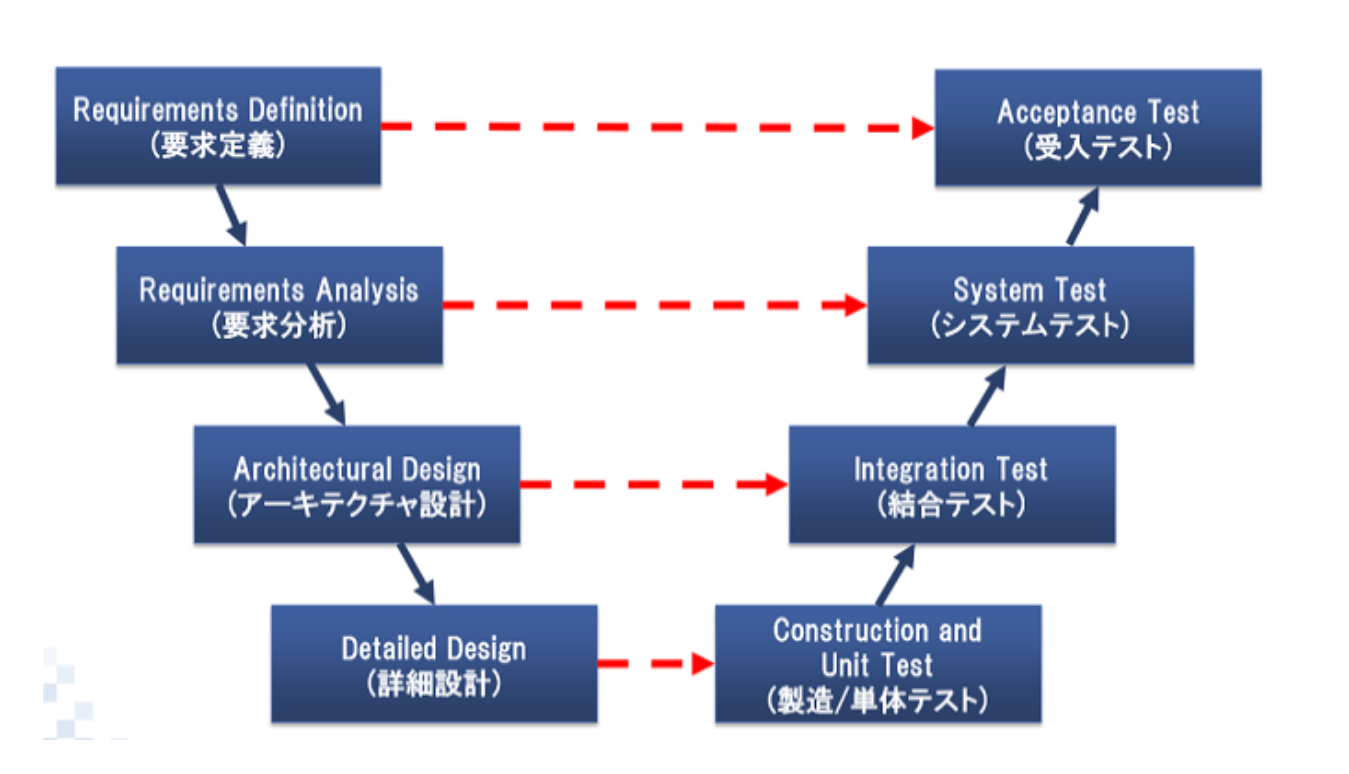 Requirements Definition
(要求定義)
Acceptance Test
(受入テスト)
Requirements Analysis
(要求分析)
System Test
(システムテスト)
Architectural Design
(アーキテクチャ設計)
Integration Test
(結合テスト)
Detailed Design
(詳細設計)
Construction and
Unit Test
(製造/単体テスト)